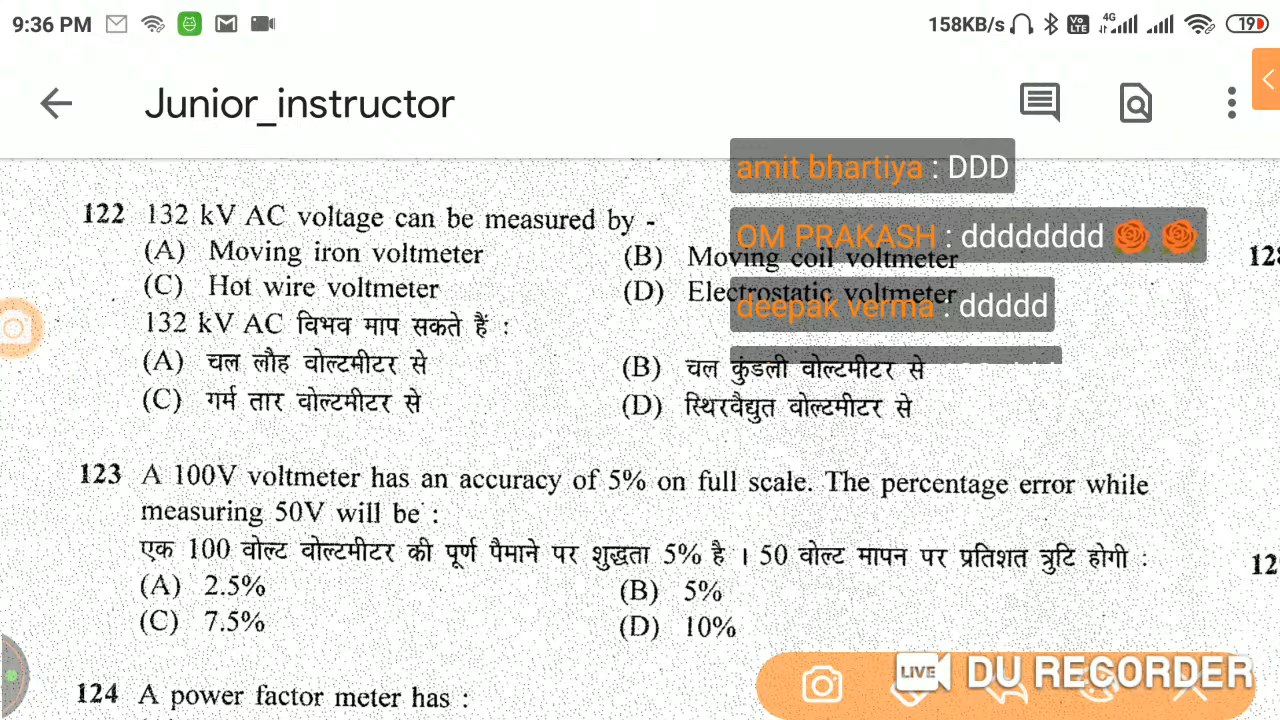 9:36 PM
158KB/s
Vo LTE
4G
19
Junior_instructor
amit bhartiya : DDD
OM PRAKASH : dddddddd 🌹 🌹
deepak verma : ddddd
122 132 kV AC voltage can be measured by -
(A) Moving iron voltmeter
(B) Moving coil voltmeter
(C) Hot wire voltmeter
(D) Electrostatic voltmeter
132 kV AC विभव माप सकते हैं :
(A) चल लौह वोल्टमीटर से
(B) चल कुंडली वोल्टमीटर से
(C) गर्म तार वोल्टमीटर से
(D) स्थिरवैद्युत वोल्टमीटर से
123 A 100V voltmeter has an accuracy of 5% on full scale. The percentage error while
measuring 50V will be :
एक 100 वोल्ट वोल्टमीटर की पूर्ण पैमाने पर शुद्धता 5% है । 50 वोल्ट मापन पर प्रतिशत त्रुटि होगी :
(A) 2.5%
(B) 5%
(C) 7.5%
(D) 10%
124 A power factor meter has :
LIVE DU RECORDER